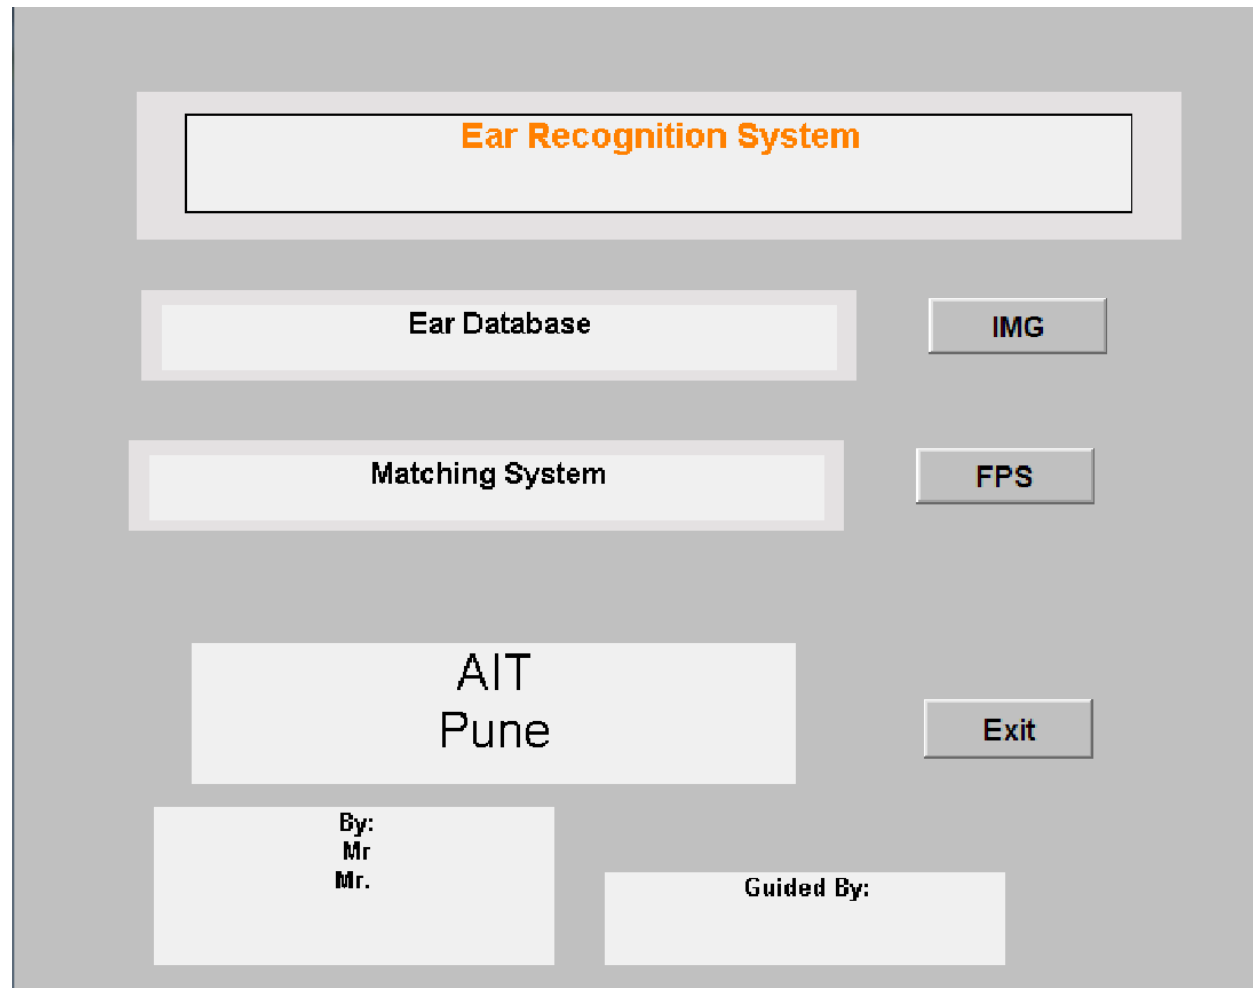 Ear Recognition System
Ear Database
IMG
Matching System
FPS
AIT
Pune
Exit
By:
Mr
Mr.
Guided By: